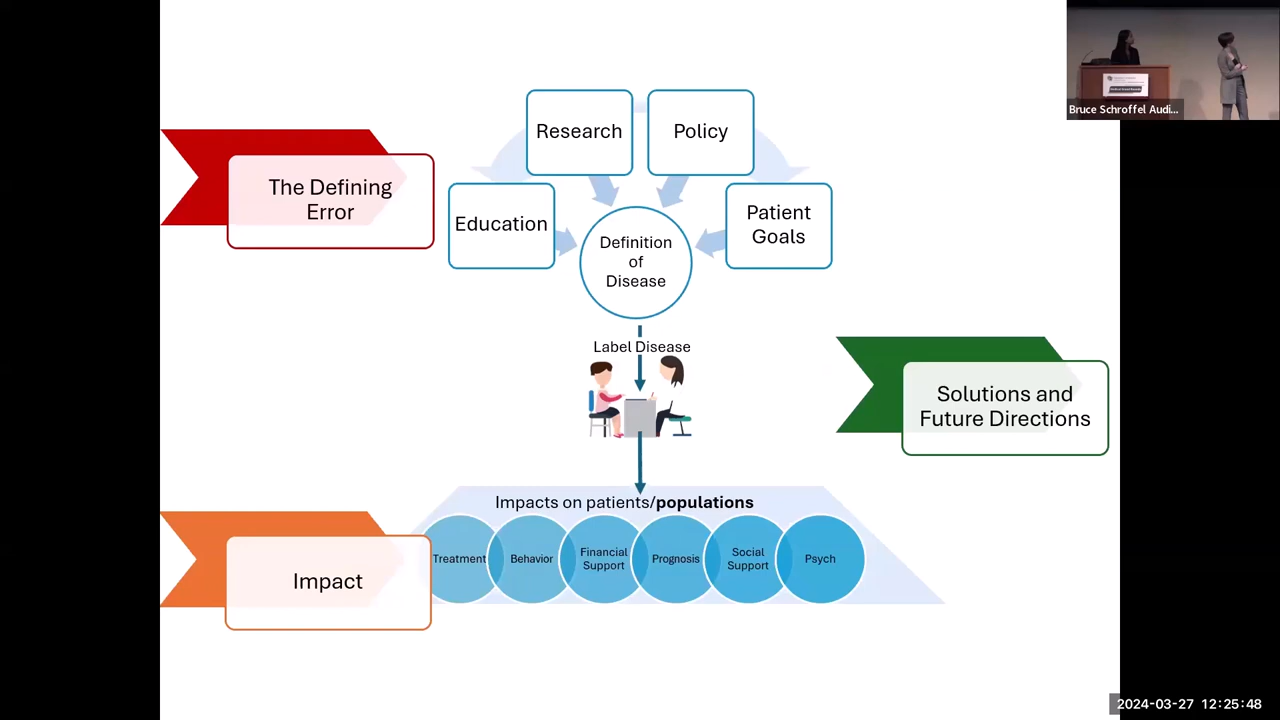 Bruce Schroffel Audi...
Research
Policy
The Defining
Error
Education
Patient
Goals
Definition
of
Disease
Label Disease
Solutions and
Future Directions
Impacts on patients/populations
Treatment
Behavior
Financial
Support
Prognosis
Social
Support
Psych
Impact
2024-03-27 12:25:48